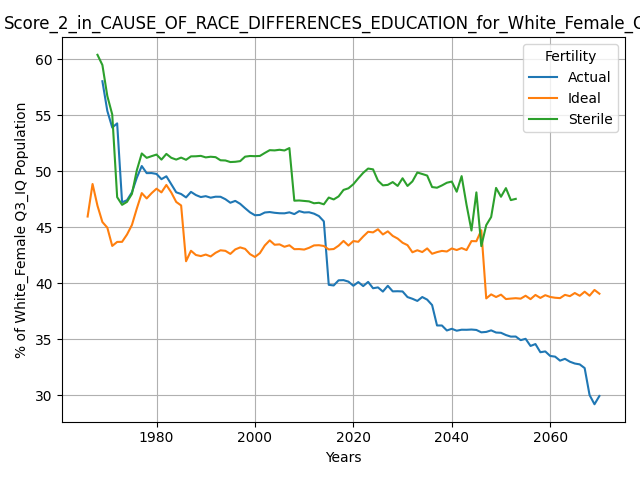 Score_2_in_CAUSE_OF_RACE_DIFFERENCES_EDUCATION_for_White_Female_
Fertility
Actual
Ideal
Sterile
% of White_Female Q3_IQ Population
60
55
50
45
40
35
30
1980
2000
2020
2040
2060
Years